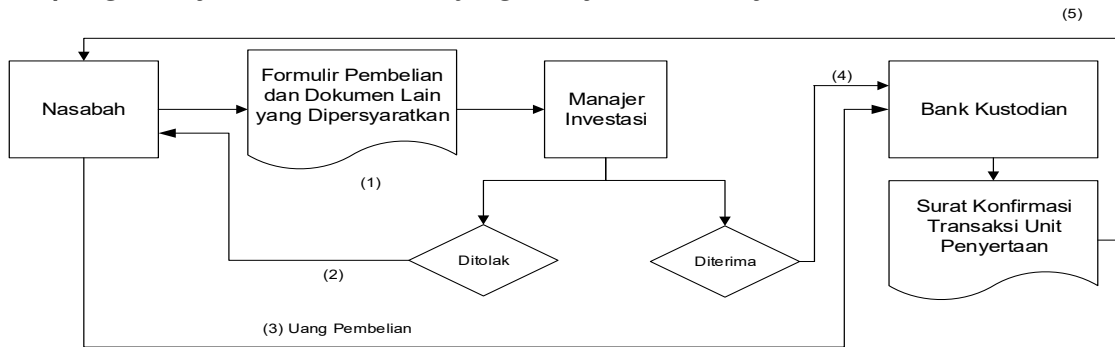 (5)
Nasabah
Formulir Pembelian
dan Dokumen Lain
yang Dipersyaratkan
Manajer
Investasi
(4)
Bank Kustodian
(1)
Surat Konfirmasi
Transaksi Unit
Penyertaan
Ditolak
Diterima
(2)
(3) Uang Pembelian